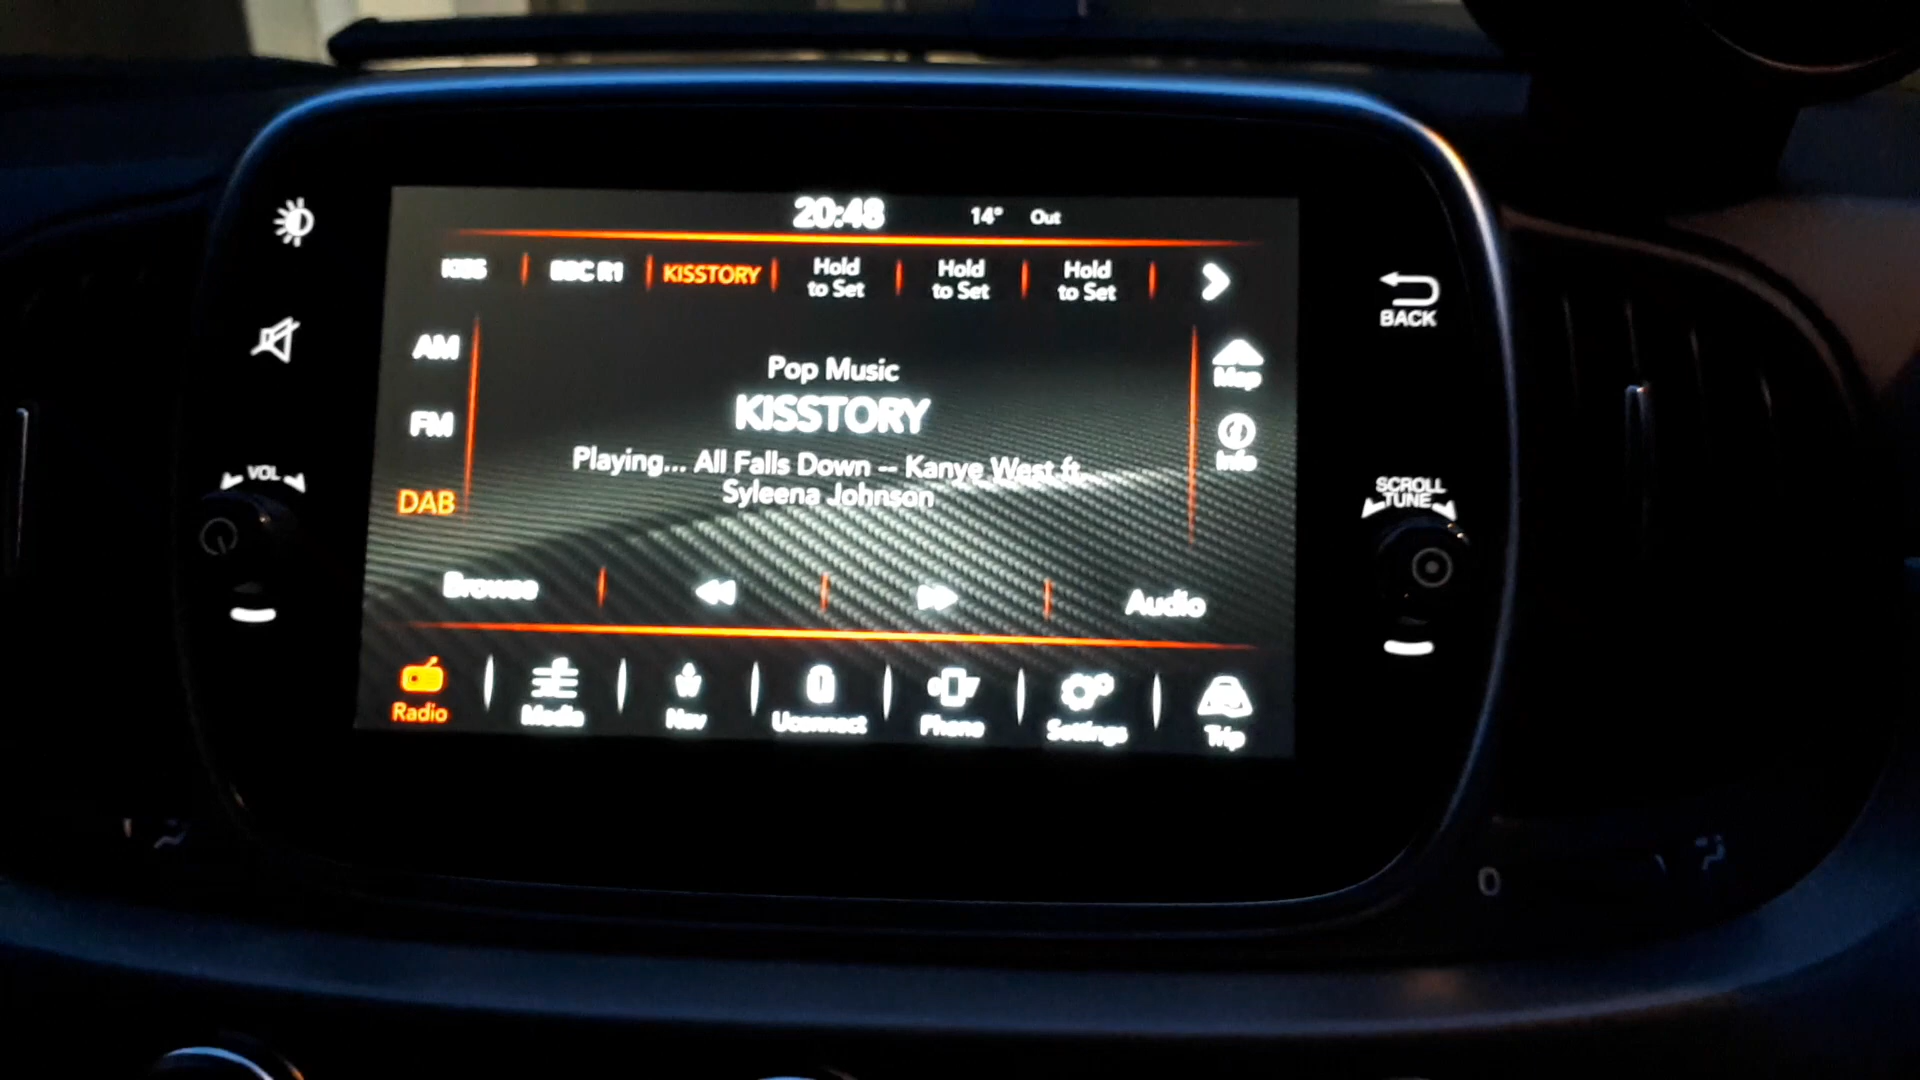 20:48 14° Out
KISS BBC R1 KISSTORY Hold to Set Hold to Set Hold to Set
BACK
AM
FM
DAB
Pop Music
KISSTORY
Playing... All Falls Down -- Kanye West ft.
Syleena Johnson
Map
Info
VOL
SCROLL
TUNE
Browse Audio
Radio Media Nav Uconnect Phone Settings Trip
0